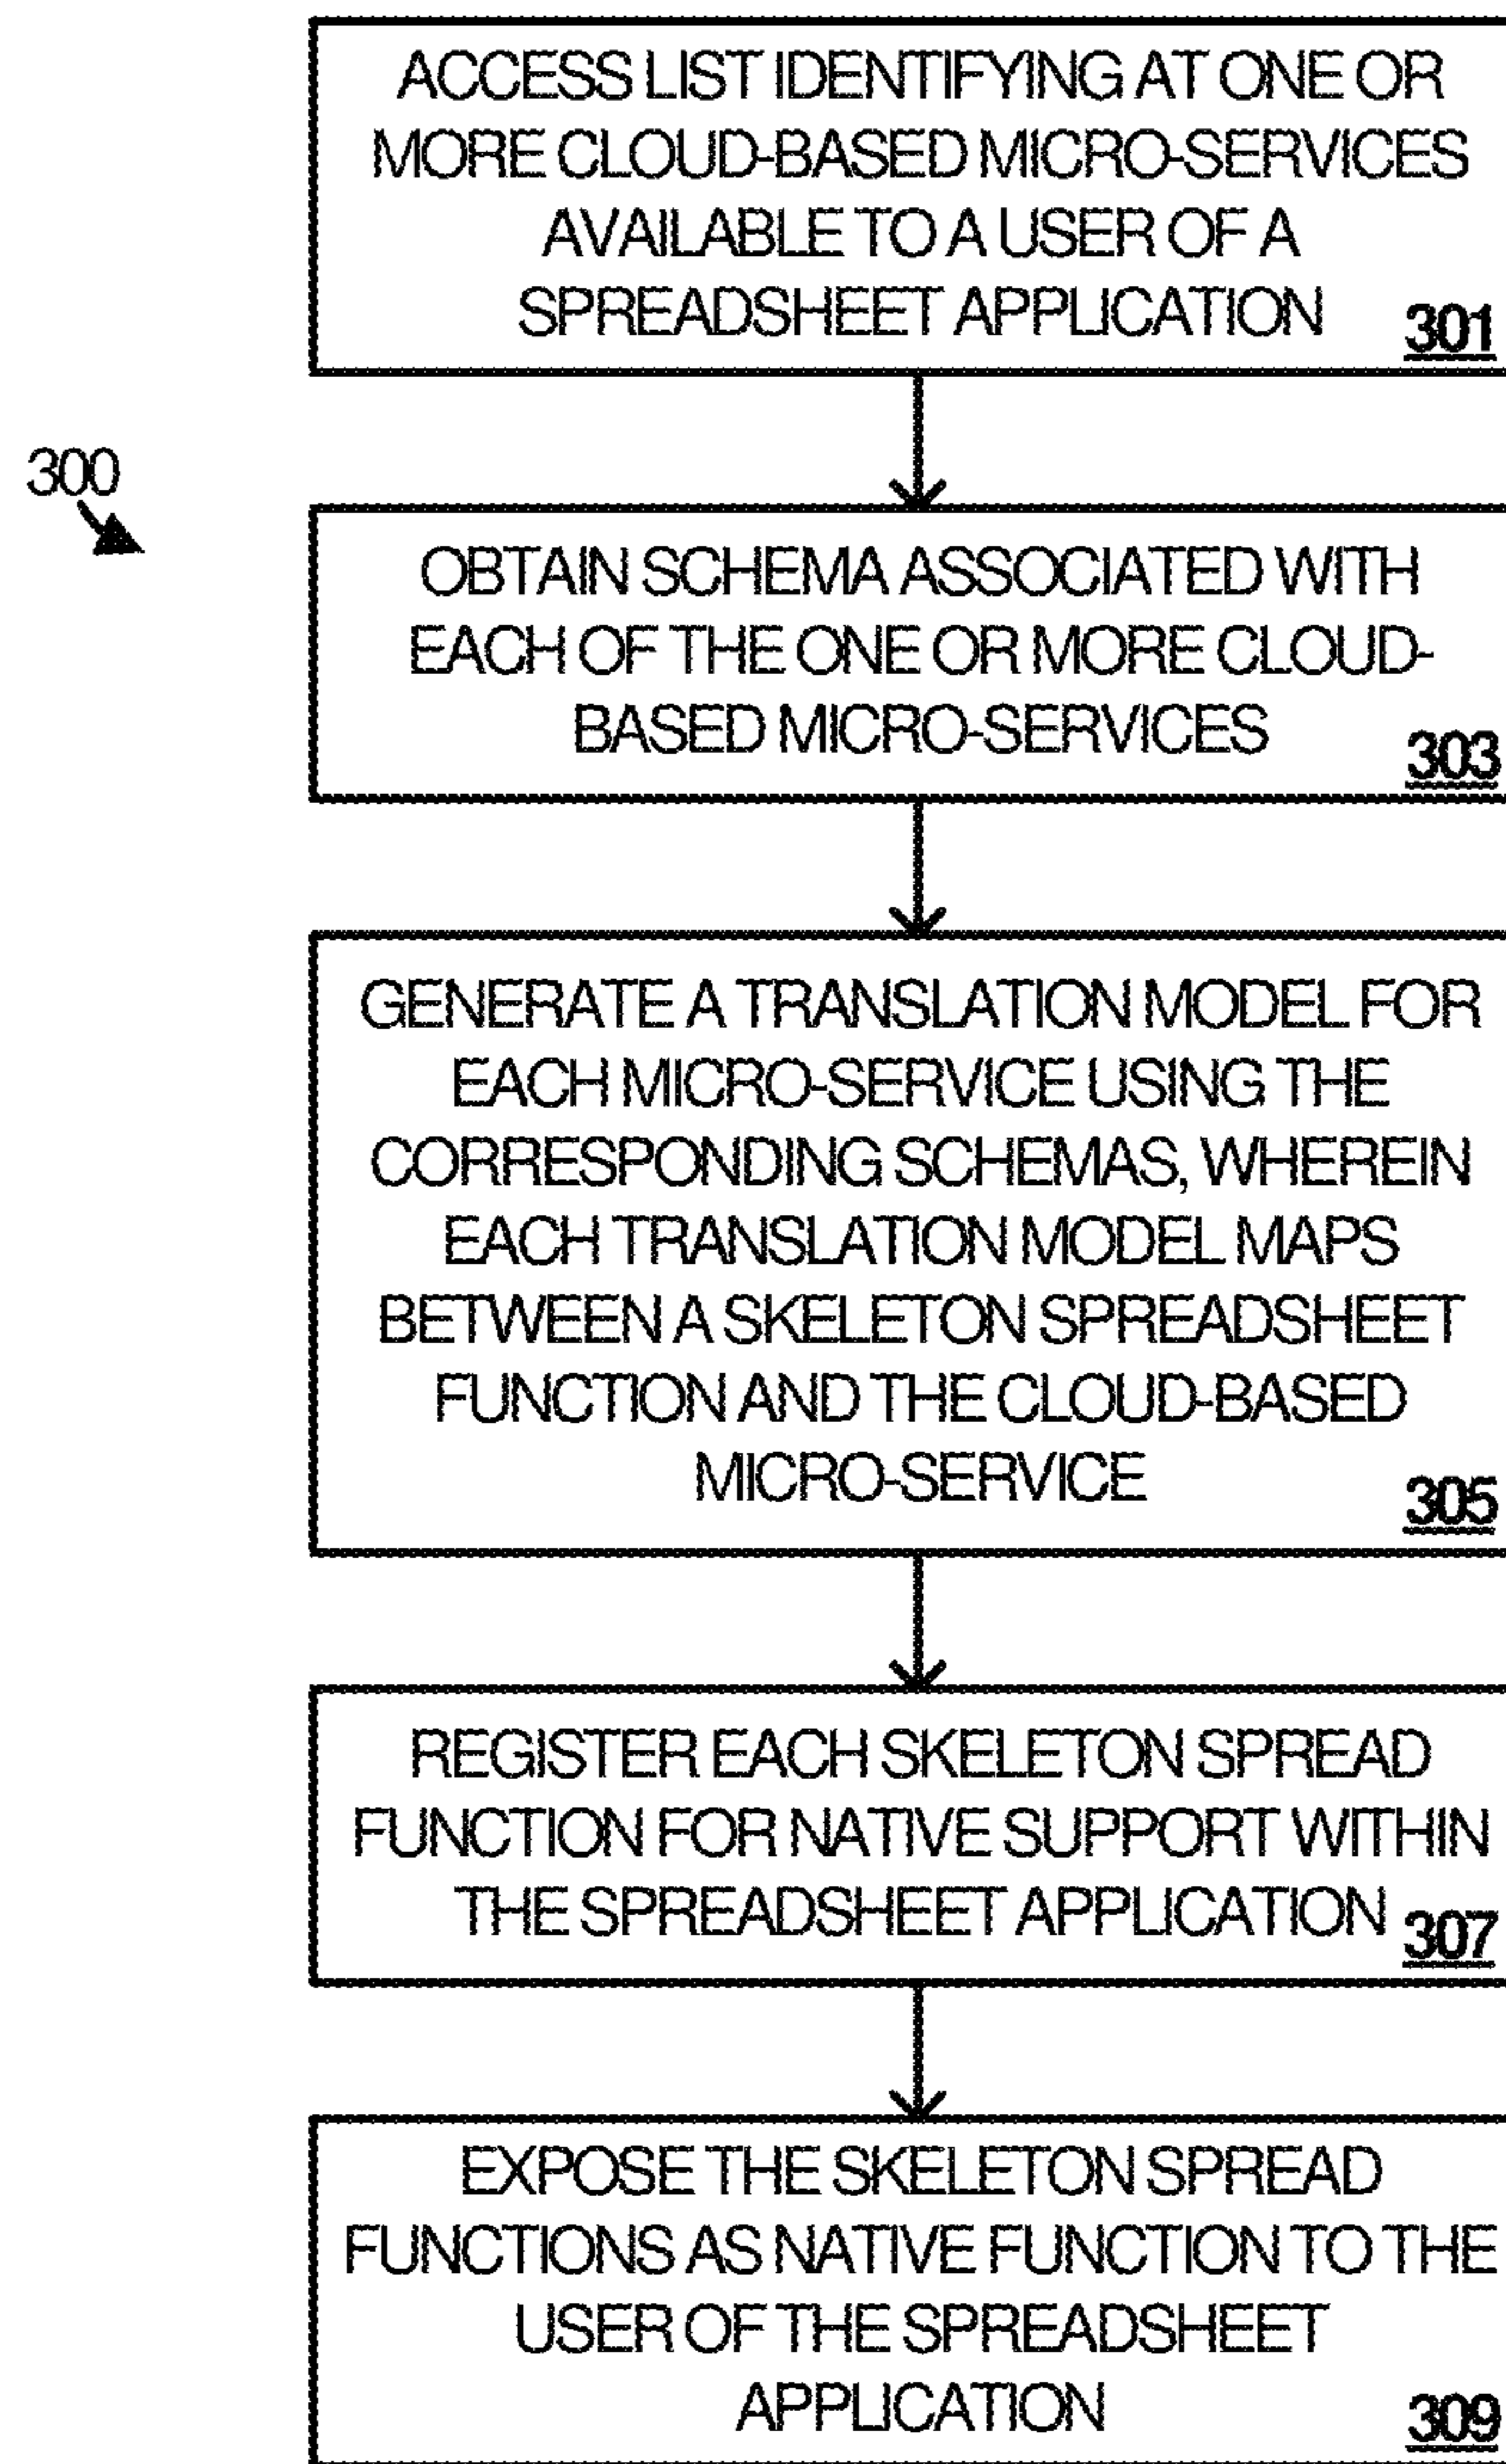 ACCESS LIST IDENTIFYING AT ONE OR
MORE CLOUD-BASED MICRO-SERVICES
AVAILABLE TO A USER OF A
SPREADSHEET APPLICATION
301
300
OBTAIN SCHEMA ASSOCIATED WITH
EACH OF THE ONE OR MORE CLOUD-
BASED MICRO-SERVICES
303
GENERATE A TRANSLATION MODEL FOR
EACH MICRO-SERVICE USING THE
CORRESPONDING SCHEMAS, WHEREIN
EACH TRANSLATION MODEL MAPS
BETWEEN A SKELETON SPREADSHEET
FUNCTION AND THE CLOUD-BASED
MICRO-SERVICE
305
REGISTER EACH SKELETON SPREAD
FUNCTION FOR NATIVE SUPPORT WITHIN
THE SPREADSHEET APPLICATION
307
EXPOSE THE SKELETON SPREAD
FUNCTIONS AS NATIVE FUNCTION TO THE
USER OF THE SPREADSHEET
APPLICATION
309